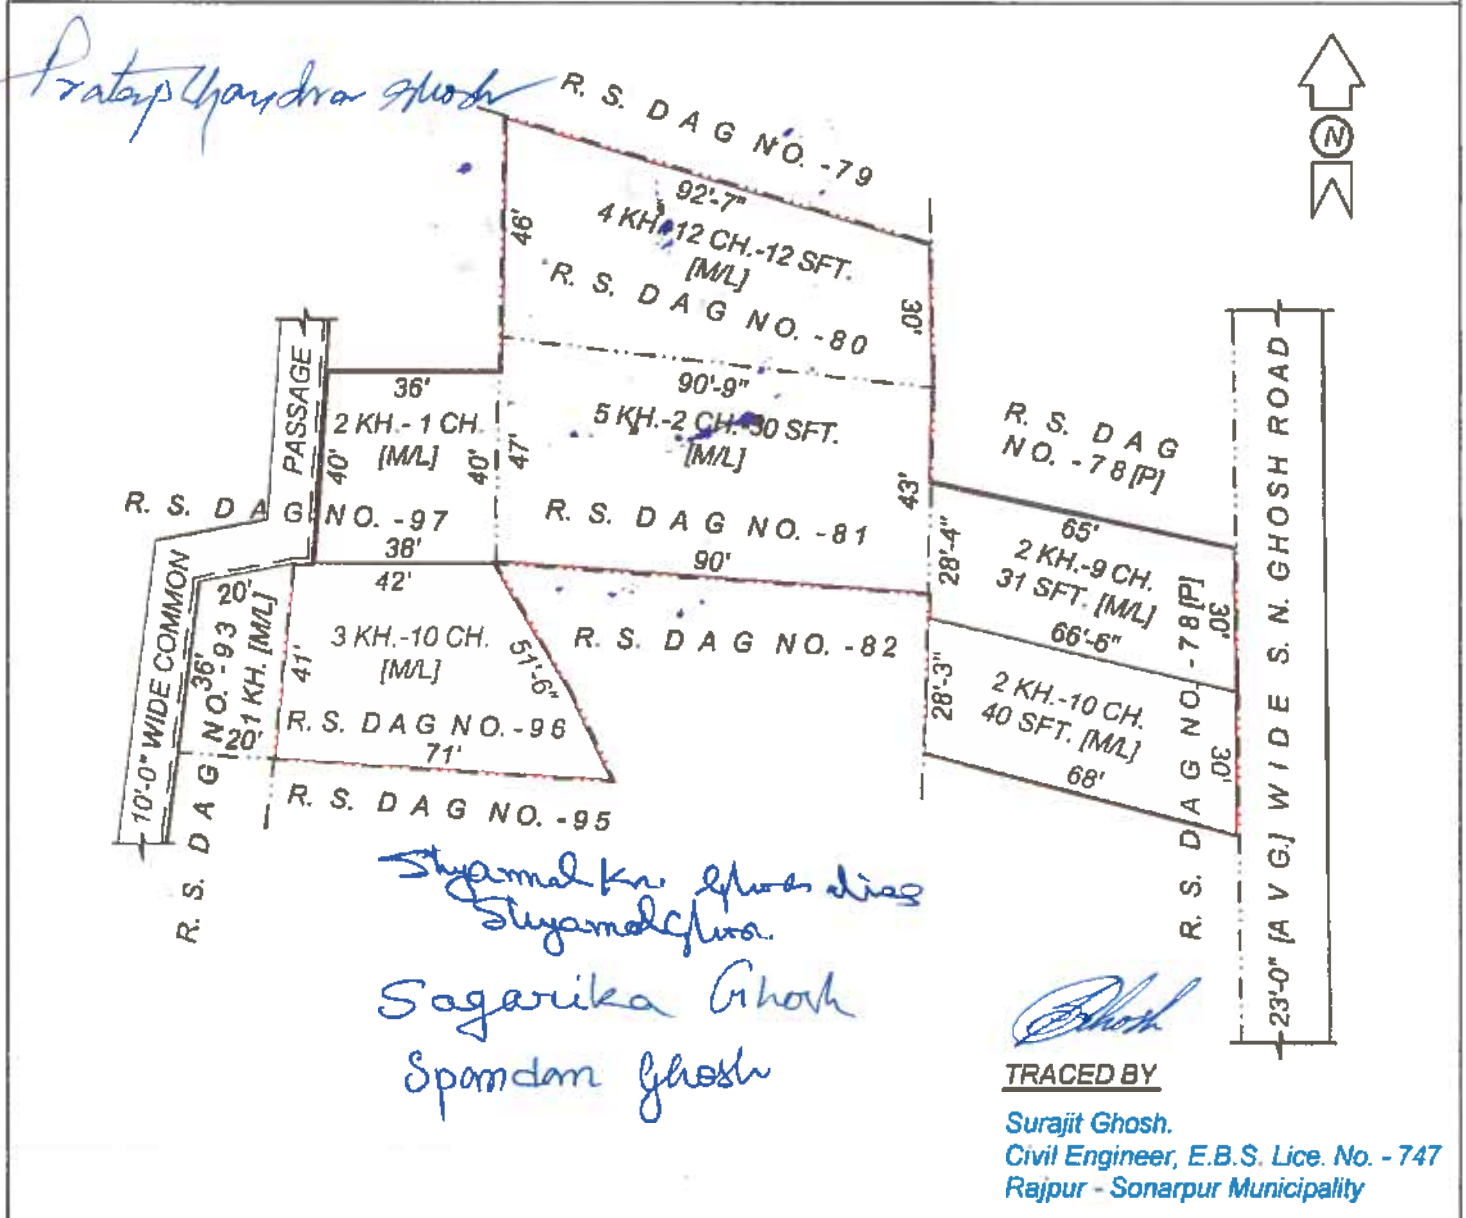 Pratap Chandra Ghosh
R. S. DAG NO. -79
N
92'-7"
4 KH.-12 CH.-12 SFT.
[M/L]
46'
30'
R. S. DAG NO. -80
90'-9"
5 KH.-2 CH.-30 SFT.
[M/L]
47'
43'
R. S. DAG NO. -81
90'
R. S. DAG NO. -82
36'
2 KH.- 1 CH.
[M/L]
40'
40'
R. S. DAG NO. -97
38'
10'-0" WIDE COMMON PASSAGE
20'
36'
1 KH. [M/L]
20'
R. S. DAG NO. -93
42'
3 KH.-10 CH.
[M/L]
41'
51'-6"
R. S. DAG NO. -96
71'
R. S. DAG NO. -95
R. S. DAG
NO. -78 [P]
65'
2 KH.-9 CH.
31 SFT. [M/L]
28'-4"
30'
66'-6"
2 KH.-10 CH.
40 SFT. [M/L]
28'-3"
30'
68'
R. S. DAG NO. -78 [P]
23'-0" [AVG.] WIDE S. N. GHOSH ROAD
Shyamal Kr. Ghosh alias
Shyamal Ghosh
Sagarika Ghosh
Spandan Ghosh
Ghosh
TRACED BY
Surajit Ghosh.
Civil Engineer, E.B.S. Lice. No. - 747
Rajpur - Sonarpur Municipality